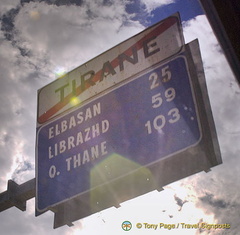 TIRANE
ELBASAN 25
LIBRAZHD 59
O. THANE 103
© Tony Page / Travel Signposts